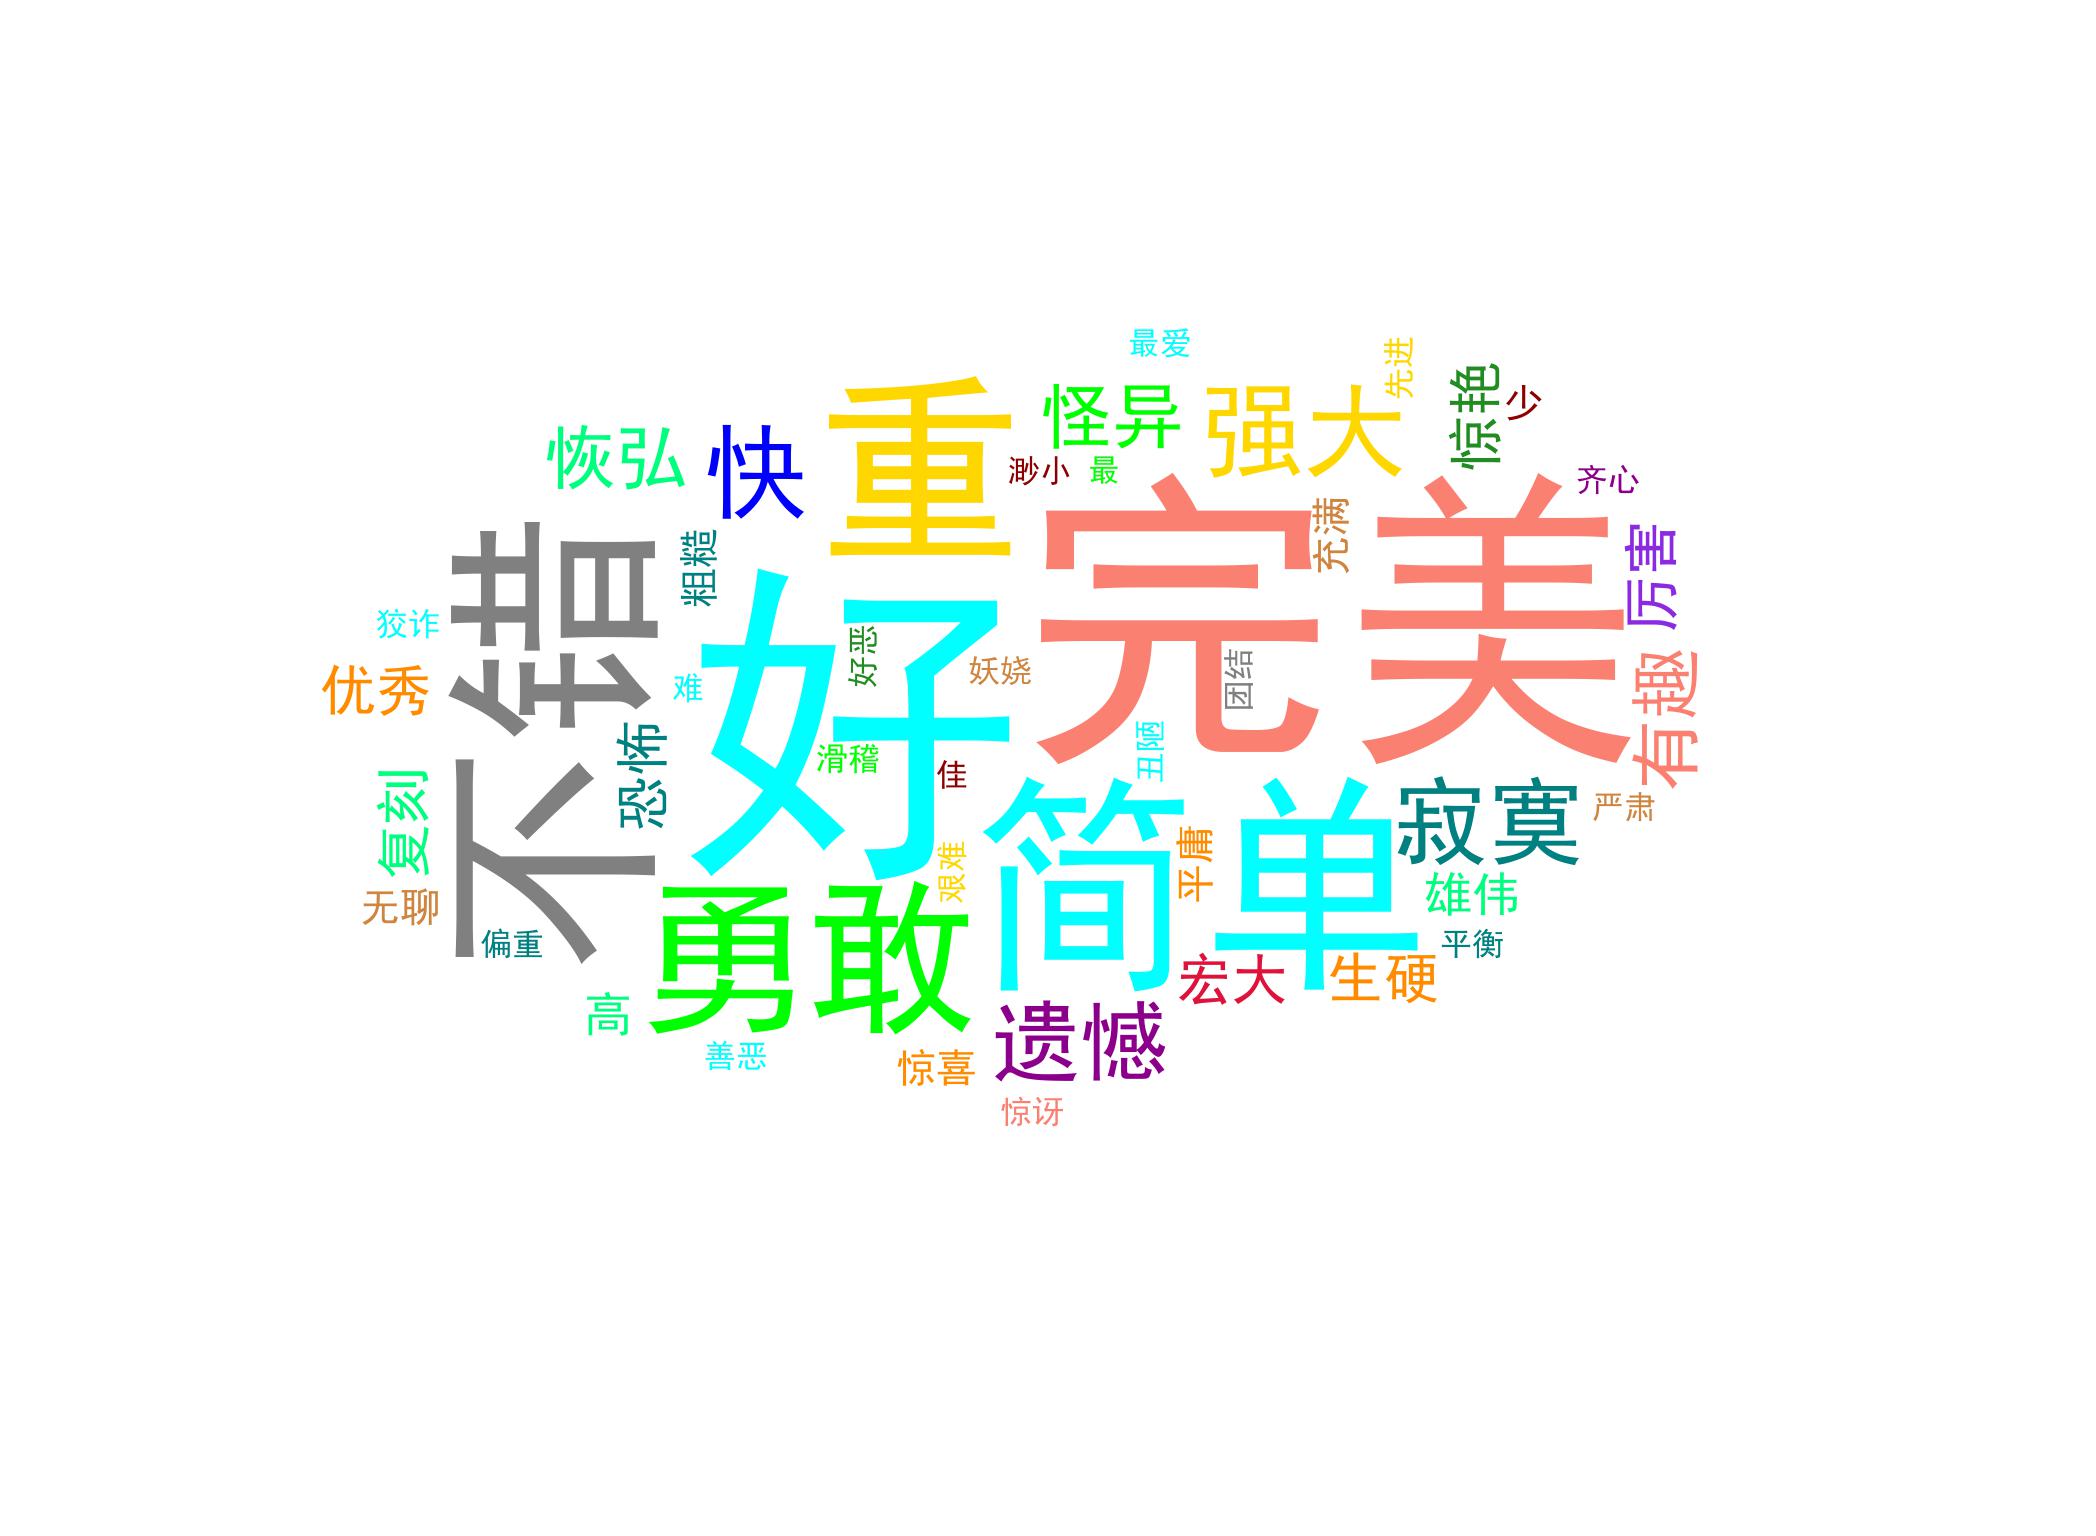 最爱
先进
重
怪异
强大
惊艳
少
恢弘
快
渺小
最
齐心
完美
充满
厉害
不错
粗糙
好
好恶
狡诈
优秀
难
妖娆
团结
有趣
恐怖
滑稽
佳
丑陋
简单
寂寞
严肃
复刻
艰难
平庸
雄伟
无聊
偏重
勇敢
平衡
宏大
生硬
高
遗憾
善恶
惊喜
惊讶